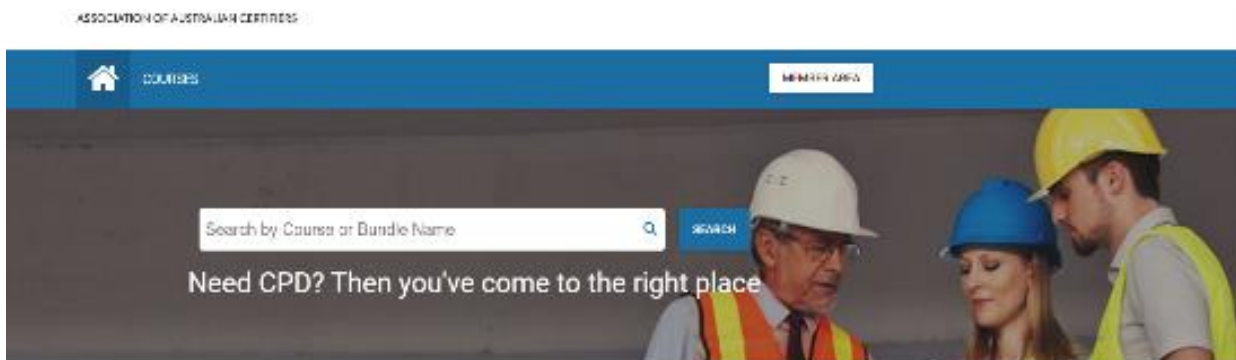 ASSOCIATION OF AUSTRALIAN CERTIFIERS
COURSES
MEMBER AREA
Search by Course or Bundle Name
SEARCH
Need CPD? Then you've come to the right place